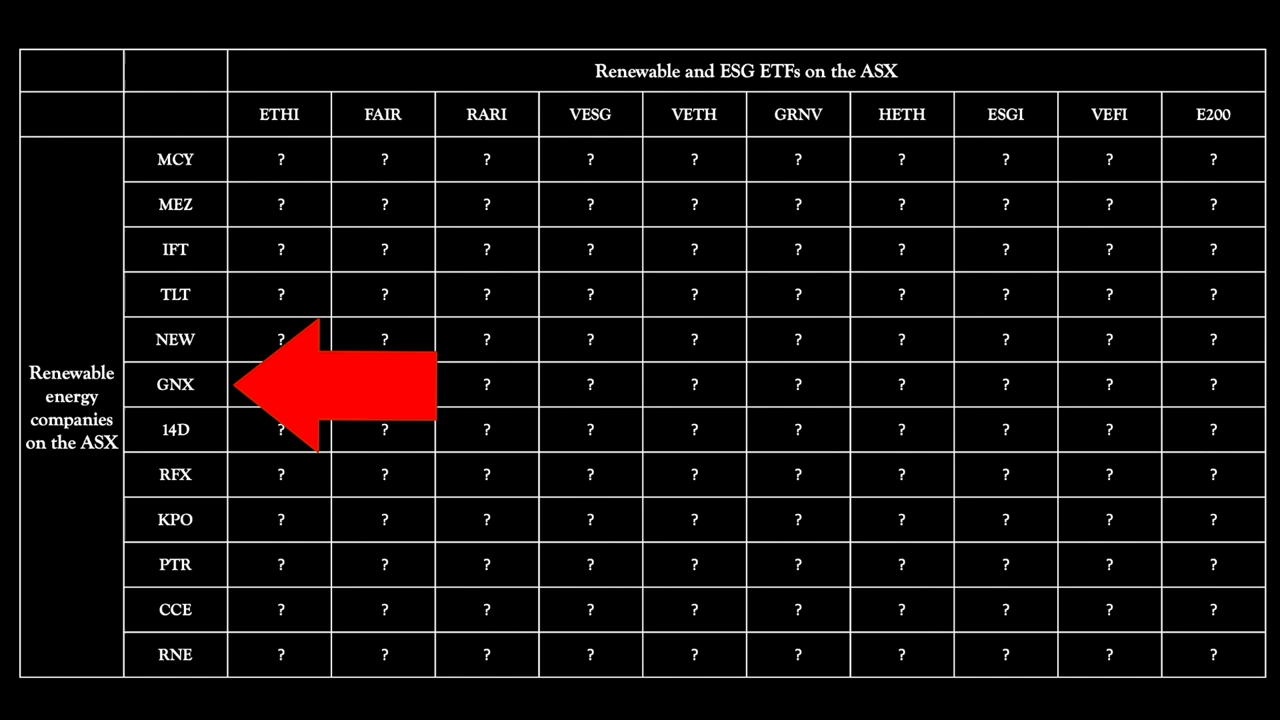 Renewable and ESG ETFs on the ASX
ETHI FAIR RARI VESG VETH GRNV HETH ESGI VEFI E200
MCY ? ? ? ? ? ? ? ? ? ?
MEZ ? ? ? ? ? ? ? ? ? ?
IFT ? ? ? ? ? ? ? ? ? ?
TLT ? ? ? ? ? ? ? ? ? ?
NEW ? ? ? ? ? ? ? ? ? ?
Renewable
energy
companies
on the ASX
GNX ? ? ? ? ? ? ? ?
14D ? ? ? ? ? ? ? ? ? ?
RFX ? ? ? ? ? ? ? ? ? ?
KPO ? ? ? ? ? ? ? ? ? ?
PTR ? ? ? ? ? ? ? ? ? ?
CCE ? ? ? ? ? ? ? ? ? ?
RNE ? ? ? ? ? ? ? ? ? ?